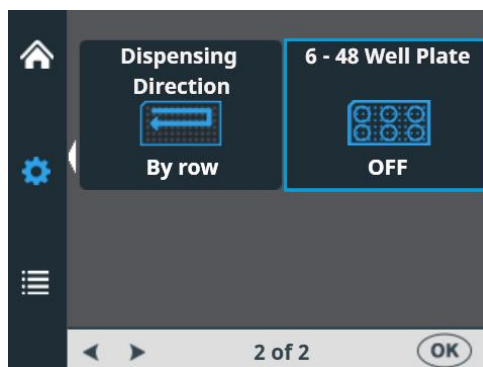 Dispensing
Direction
By row
6 - 48 Well Plate
OFF
2 of 2
OK